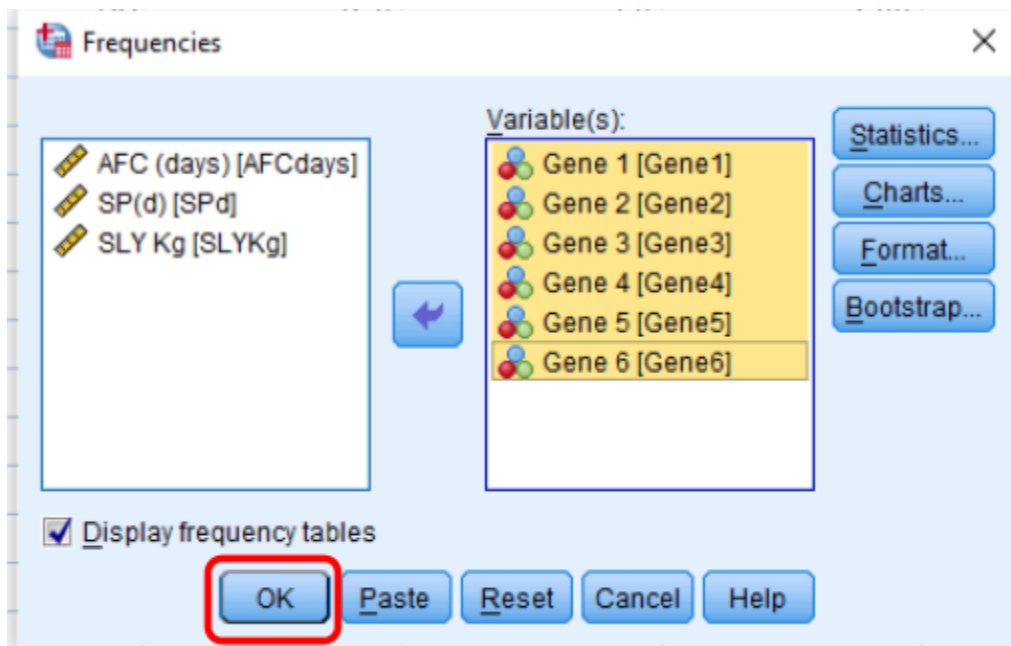 Frequencies
Variable(s):
AFC (days) [AFCdays]
SP(d) [SPd]
SLY Kg [SLYKg]
Gene 1 [Gene1]
Gene 2 [Gene2]
Gene 3 [Gene3]
Gene 4 [Gene4]
Gene 5 [Gene5]
Gene 6 [Gene6]
Statistics...
Charts...
Format...
Bootstrap...
Display frequency tables
OK Paste Reset Cancel Help